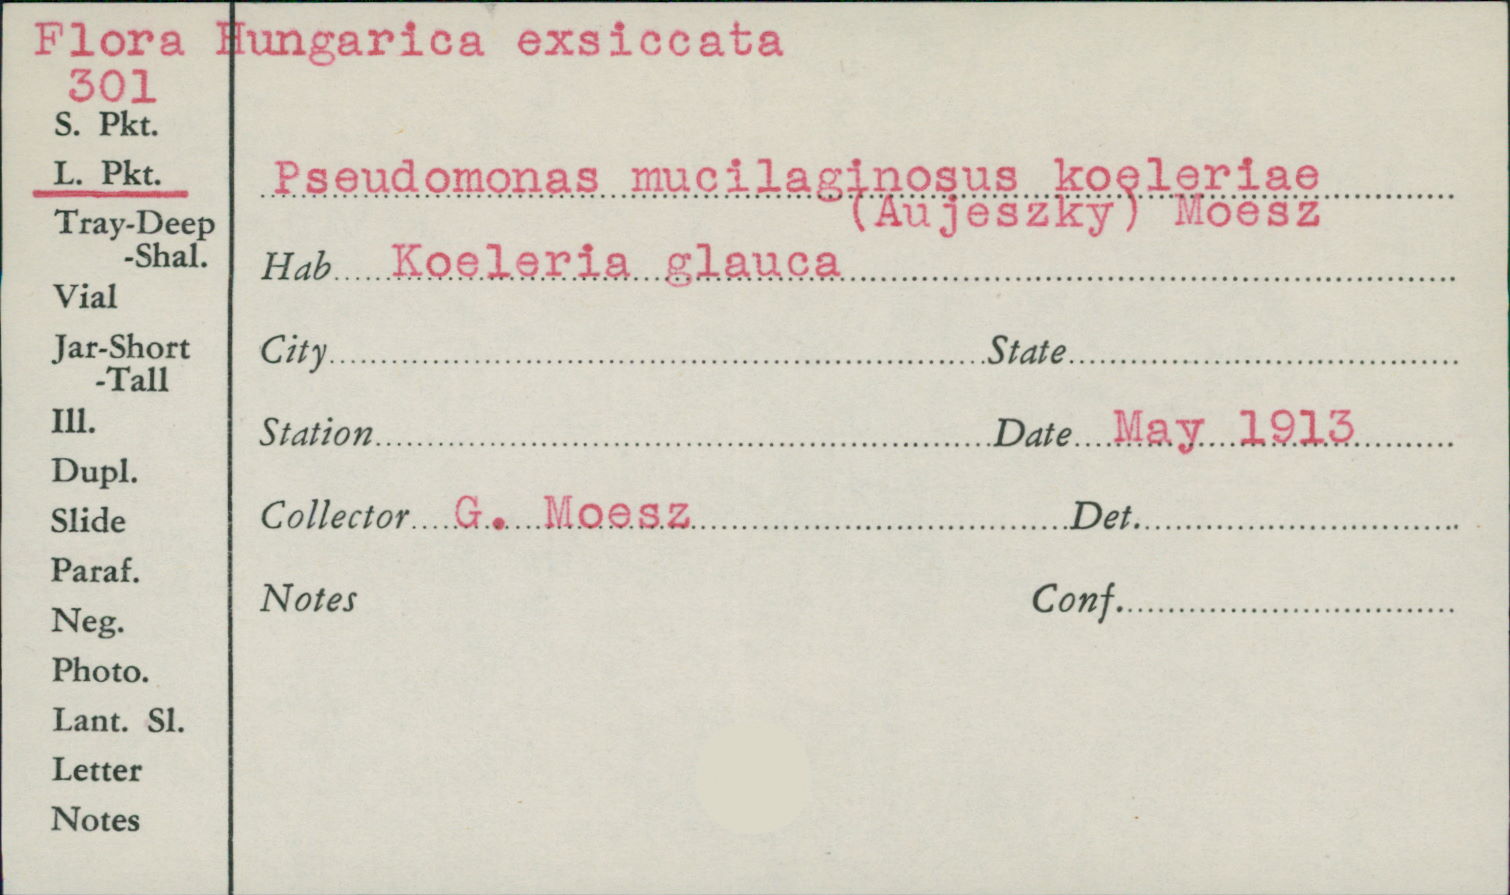 Flora Hungarica exsiccata
301
S. Pkt.
L. Pkt.
Tray-Deep
-Shal.
Vial
Jar-Short
-Tall
Ill.
Dupl.
Slide
Paraf.
Neg.
Photo.
Lant. Sl.
Letter
Notes
Pseudomonas mucilaginosus koeleriae
(Aujeszky) Moesz
Hab Koeleria glauca
City State
Station Date May 1913
Collector G. Moesz Det.
Notes Conf.